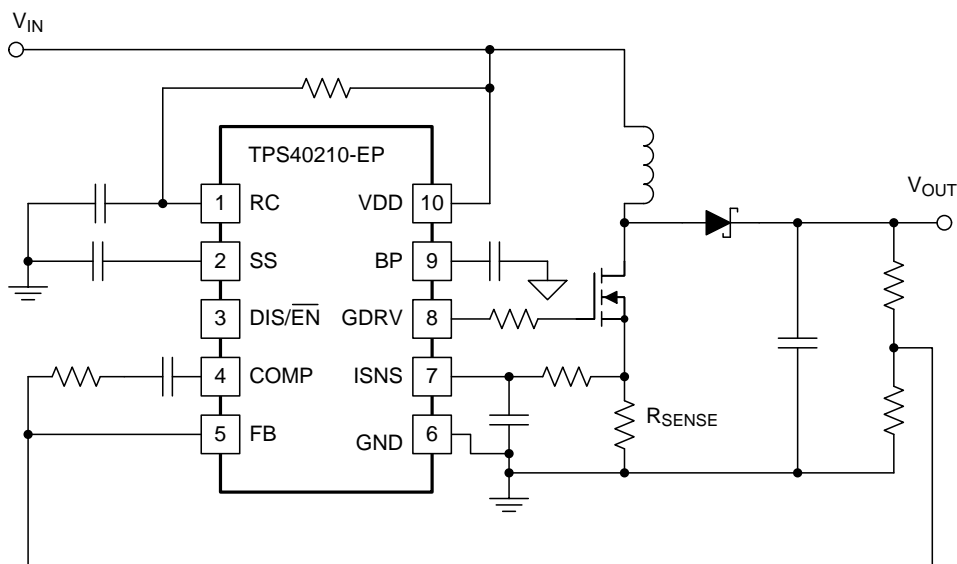 VIN
TPS40210-EP
1 RC VDD 10
VOUT
2 SS BP 9
3 DIS/EN GDRV 8
4 COMP ISNS 7
RSENSE
5 FB GND 6